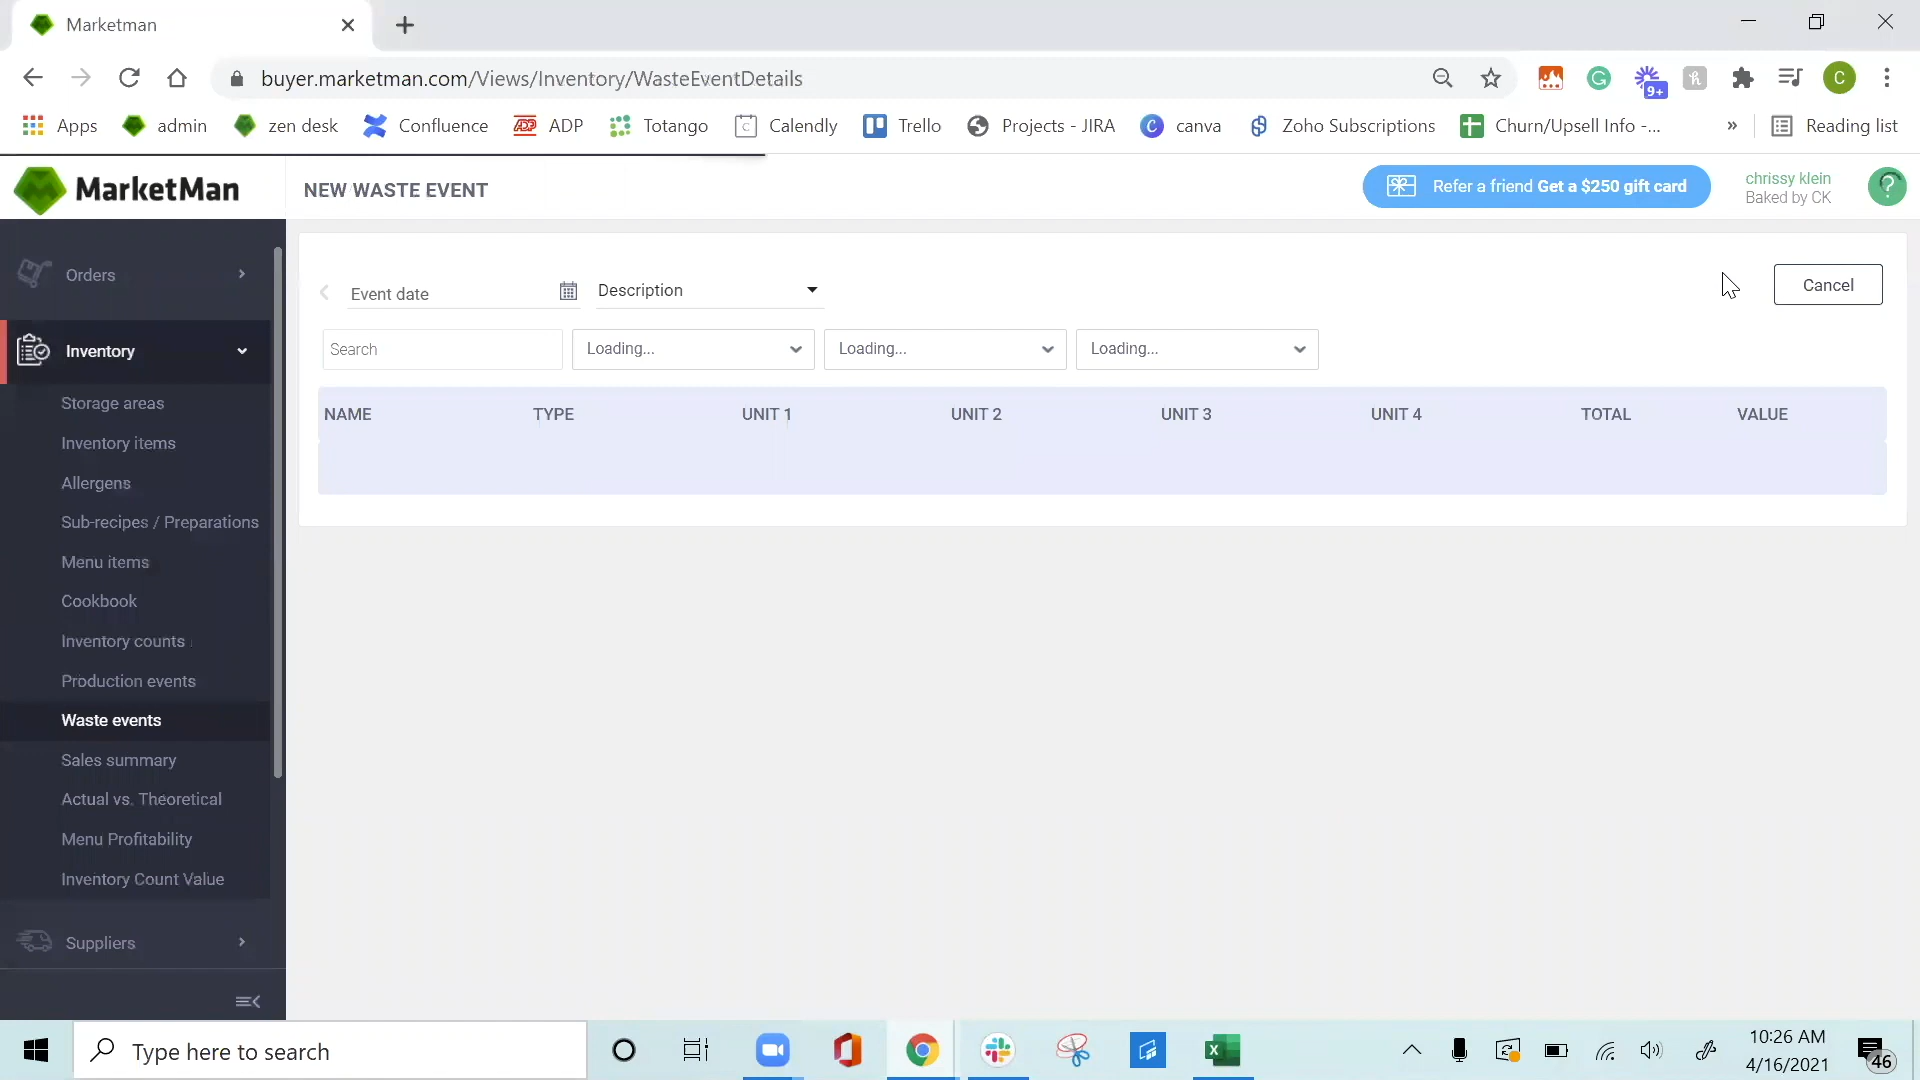 Marketman
buyer.marketman.com/Views/Inventory/WasteEventDetails
9+
C
Apps
admin
zen desk
Confluence
ADP
ADP
Totango
C
Calendly
Trello
Projects - JIRA
C
canva
Zoho Subscriptions
Churn/Upsell Info -...
»
Reading list
MarketMan
NEW WASTE EVENT
Refer a friend Get a $250 gift card
chrissy klein
Baked by CK
?
Orders
Event date
Description
Cancel
Inventory
Search
Loading...
Loading...
Loading...
Storage areas
NAME
TYPE
UNIT 1
UNIT 2
UNIT 3
UNIT 4
TOTAL
VALUE
Inventory items
Allergens
Sub-recipes / Preparations
Menu items
Cookbook
Inventory counts
Production events
Waste events
Sales summary
Actual vs. Theoretical
Menu Profitability
Inventory Count Value
Suppliers
Type here to search
10:26 AM
4/16/2021
46